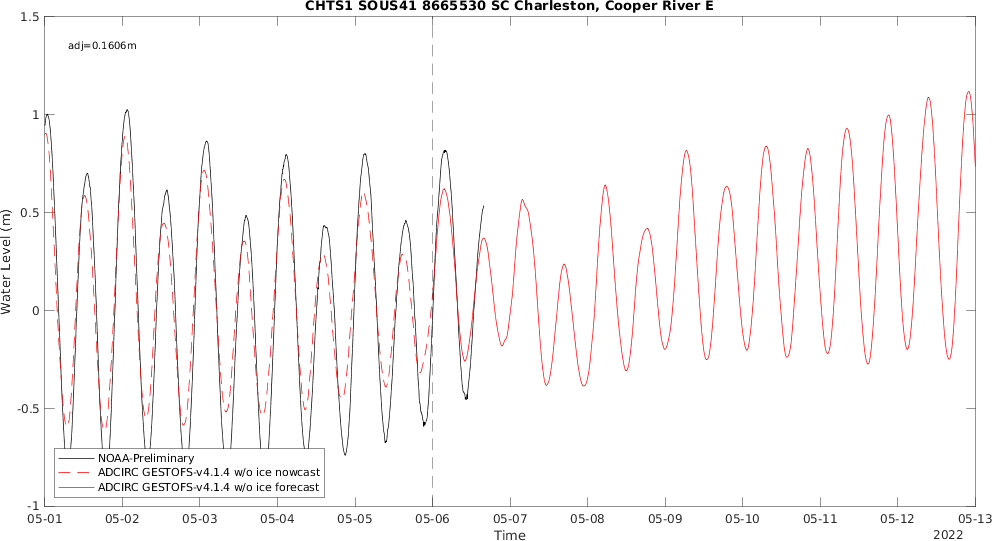 CHTS1 SOUS41 8665530 SC Charleston, Cooper River E
adj=0.1606m
1.5
1
0.5
0
-0.5
-1
Water Level (m)
NOAA-Preliminary
ADCIRC GESTOFS-v4.1.4 w/o ice nowcast
ADCIRC GESTOFS-v4.1.4 w/o ice forecast
05-01 05-02 05-03 05-04 05-05 05-06 05-07 05-08 05-09 05-10 05-11 05-12 05-13
Time
2022